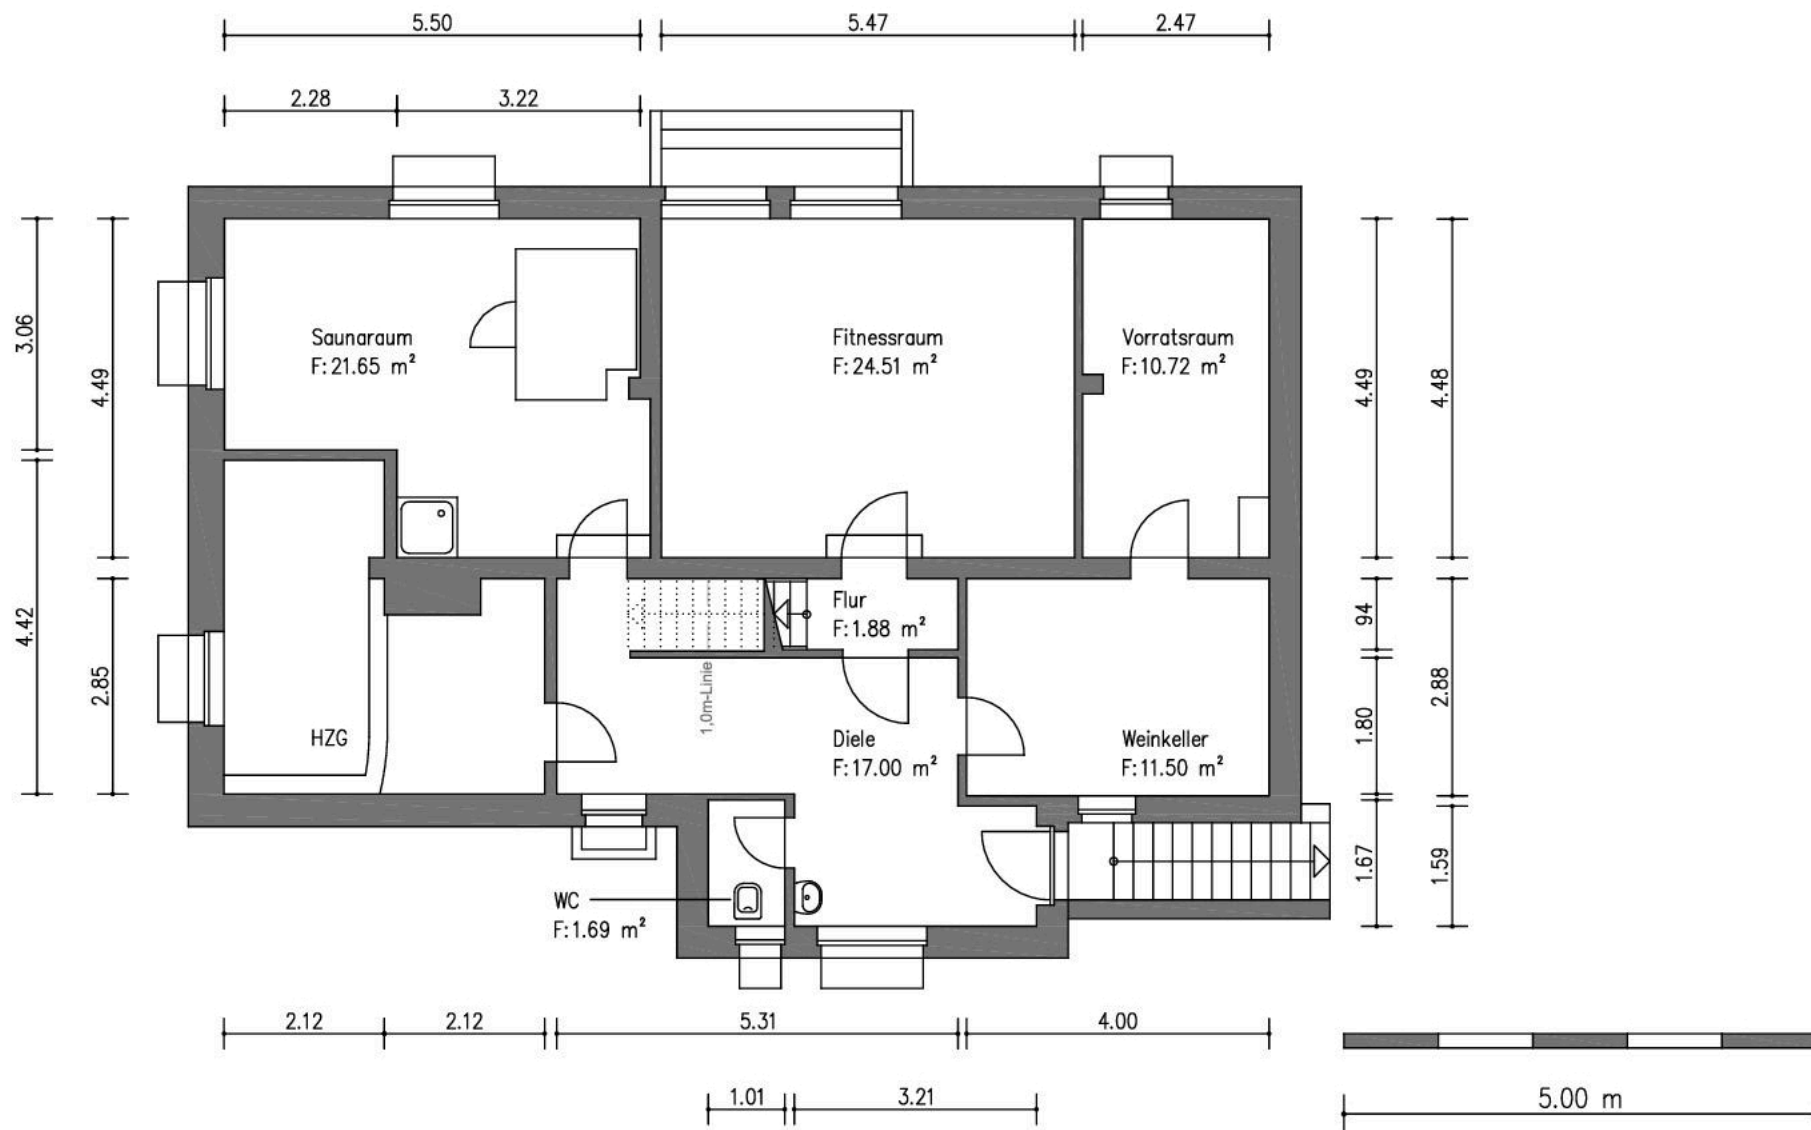 5.50
5.47
2.47
2.28
3.22
3.06
4.49
4.49
4.48
Saunaraum
F: 21.65 m²
Fitnessraum
F: 24.51 m²
Vorratsraum
F: 10.72 m²
4.42
2.85
94
2.88
1.80
1.67
1.59
Flur
F: 1.88 m²
1,0m-Linie
HZG
Diele
F: 17.00 m²
Weinkeller
F: 11.50 m²
WC
F: 1.69 m²
2.12
2.12
5.31
4.00
1.01
3.21
5.00 m